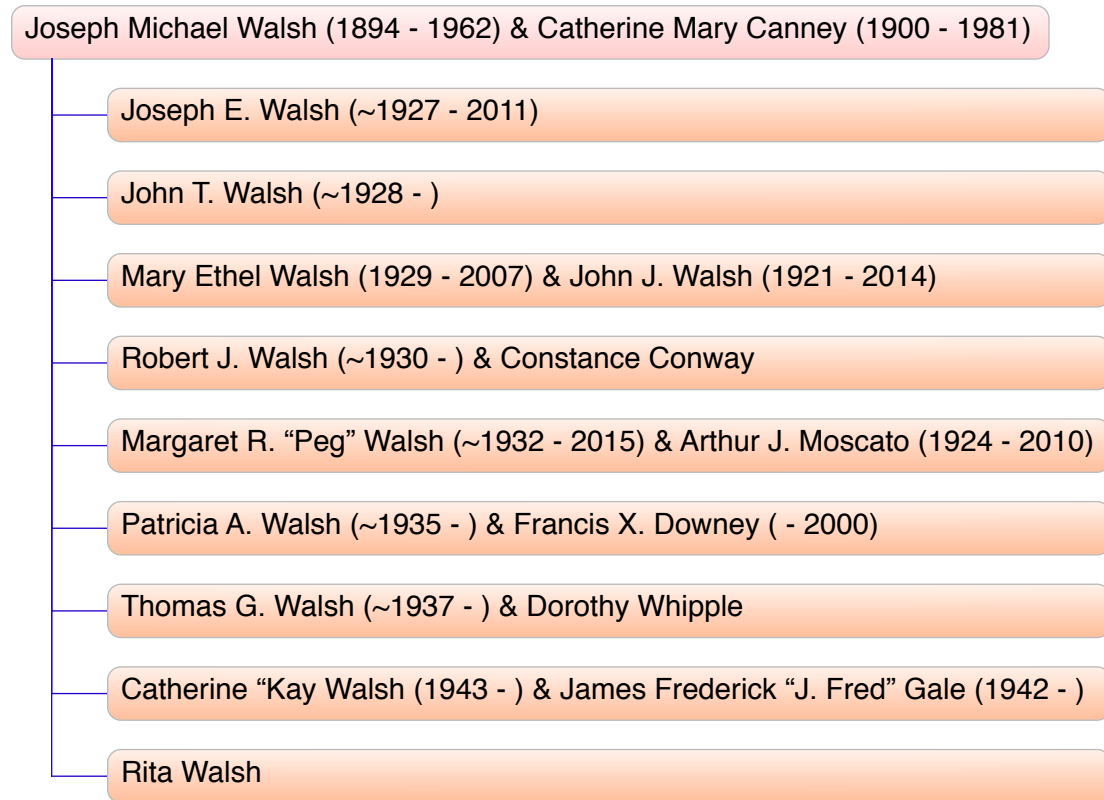 Joseph Michael Walsh (1894 - 1962) & Catherine Mary Canney (1900 - 1981)
Joseph E. Walsh (~1927 - 2011)
John T. Walsh (~1928 - )
Mary Ethel Walsh (1929 - 2007) & John J. Walsh (1921 - 2014)
Robert J. Walsh (~1930 - ) & Constance Conway
Margaret R. “Peg” Walsh (~1932 - 2015) & Arthur J. Moscato (1924 - 2010)
Patricia A. Walsh (~1935 - ) & Francis X. Downey ( - 2000)
Thomas G. Walsh (~1937 - ) & Dorothy Whipple
Catherine “Kay Walsh (1943 - ) & James Frederick “J. Fred” Gale (1942 - )
Rita Walsh